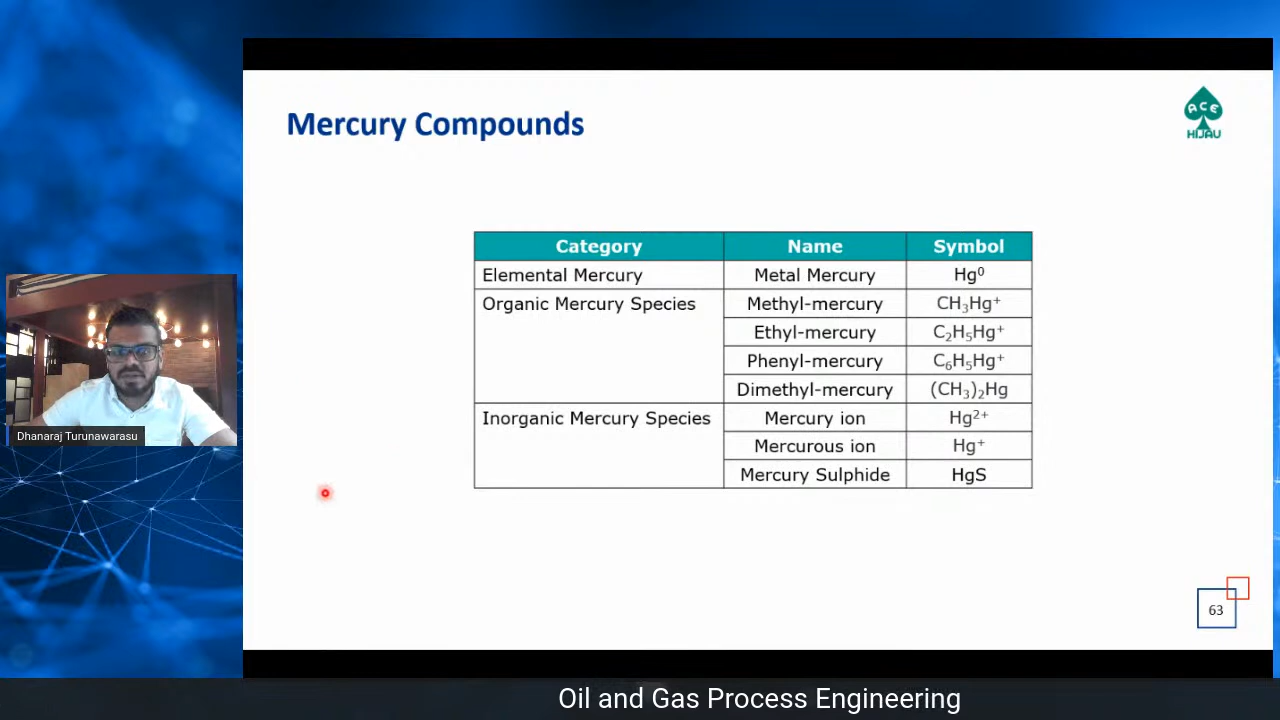 Mercury Compounds
ACE
HIJAU
Category Name Symbol
Elemental Mercury Metal Mercury Hg⁰
Organic Mercury Species Methyl-mercury CH₃Hg⁺
Ethyl-mercury C₂H₅Hg⁺
Phenyl-mercury C₆H₅Hg⁺
Dimethyl-mercury (CH₃)₂Hg
Inorganic Mercury Species Mercury ion Hg²⁺
Mercurous ion Hg⁺
Mercury Sulphide HgS
Dhanaraj Turunawarasu
63
Oil and Gas Process Engineering